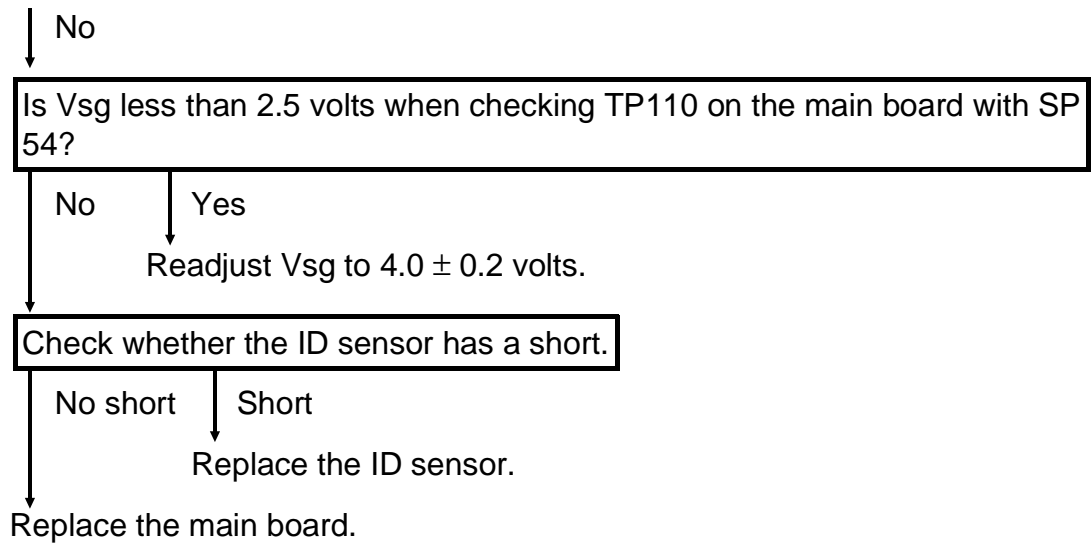 No
Is Vsg less than 2.5 volts when checking TP110 on the main board with SP
54?
No Yes
Readjust Vsg to 4.0 ± 0.2 volts.
Check whether the ID sensor has a short.
No short Short
Replace the ID sensor.
Replace the main board.